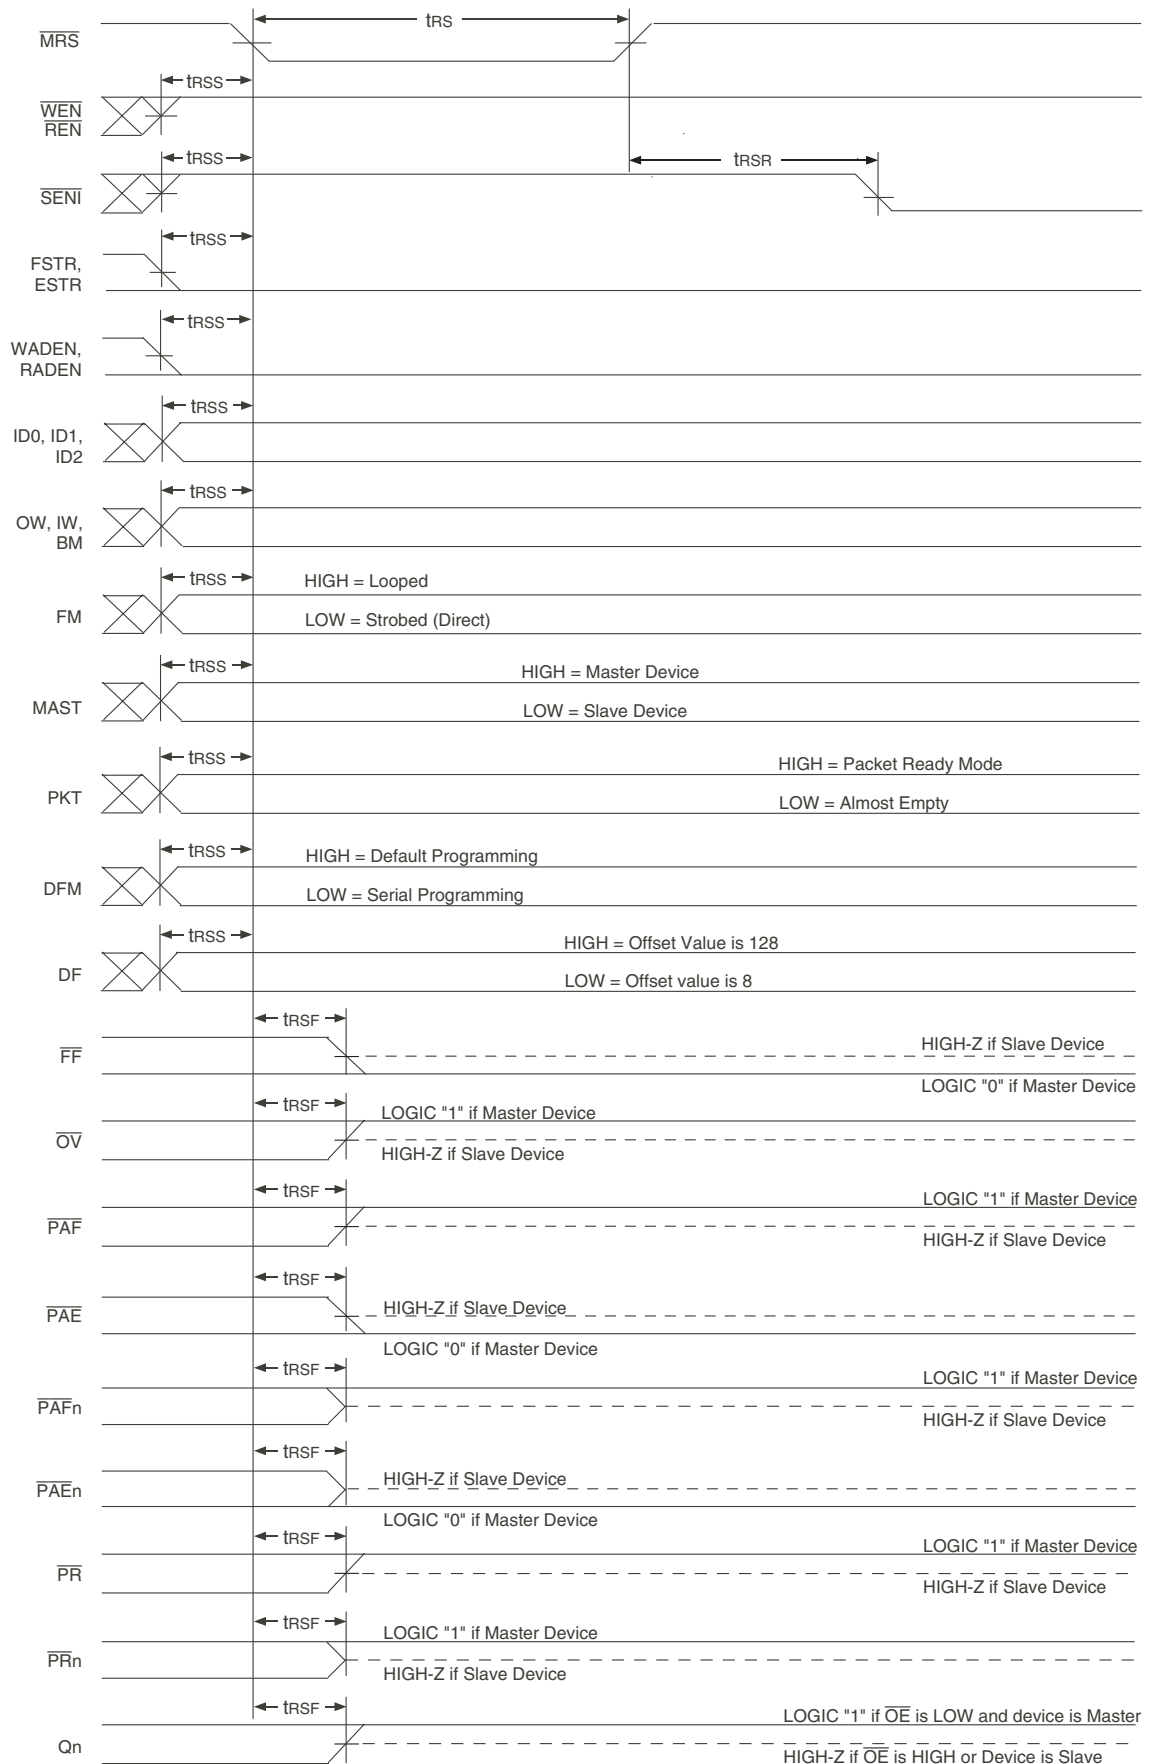 tRS
MRS
tRSS
WEN
REN
tRSS
tRSR
SENI
tRSS
FSTR,
ESTR
tRSS
WADEN,
RADEN
tRSS
ID0, ID1,
ID2
tRSS
OW, IW,
BM
tRSS
HIGH = Looped
FM
LOW = Strobed (Direct)
tRSS
HIGH = Master Device
MAST
LOW = Slave Device
tRSS
HIGH = Packet Ready Mode
PKT
LOW = Almost Empty
tRSS
HIGH = Default Programming
DFM
LOW = Serial Programming
tRSS
HIGH = Offset Value is 128
DF
LOW = Offset value is 8
tRSF
HIGH-Z if Slave Device
FF
LOGIC "0" if Master Device
tRSF
LOGIC "1" if Master Device
OV
HIGH-Z if Slave Device
tRSF
LOGIC "1" if Master Device
PAF
HIGH-Z if Slave Device
tRSF
HIGH-Z if Slave Device
PAE
LOGIC "0" if Master Device
tRSF
LOGIC "1" if Master Device
PAFn
HIGH-Z if Slave Device
tRSF
HIGH-Z if Slave Device
PAEn
LOGIC "0" if Master Device
tRSF
LOGIC "1" if Master Device
PR
HIGH-Z if Slave Device
tRSF
LOGIC "1" if Master Device
PRn
HIGH-Z if Slave Device
tRSF
LOGIC "1" if OE is LOW and device is Master
Qn
HIGH-Z if OE is HIGH or Device is Slave